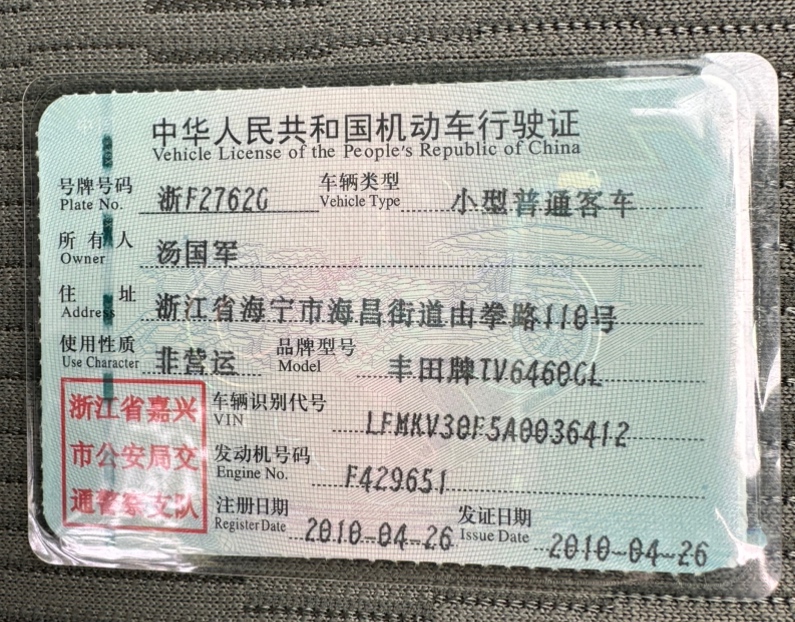 中华人民共和国机动车行驶证
Vehicle License of the People's Republic of China
号牌号码 浙F2762G 车辆类型 小型普通客车
Plate No. Vehicle Type
所有人 汤国军
Owner
住址 浙江省海宁市海昌街道由拳路110号
Address
使用性质 非营运 品牌型号 丰田牌TV6460GL
Use Character Model
浙江省嘉兴
市公安局交
通警察支队
车辆识别代号 LFMKV30F5A0036412
VIN
发动机号码 F429651
Engine No.
注册日期 2010-04-26 发证日期 2010-04-26
Register Date Issue Date